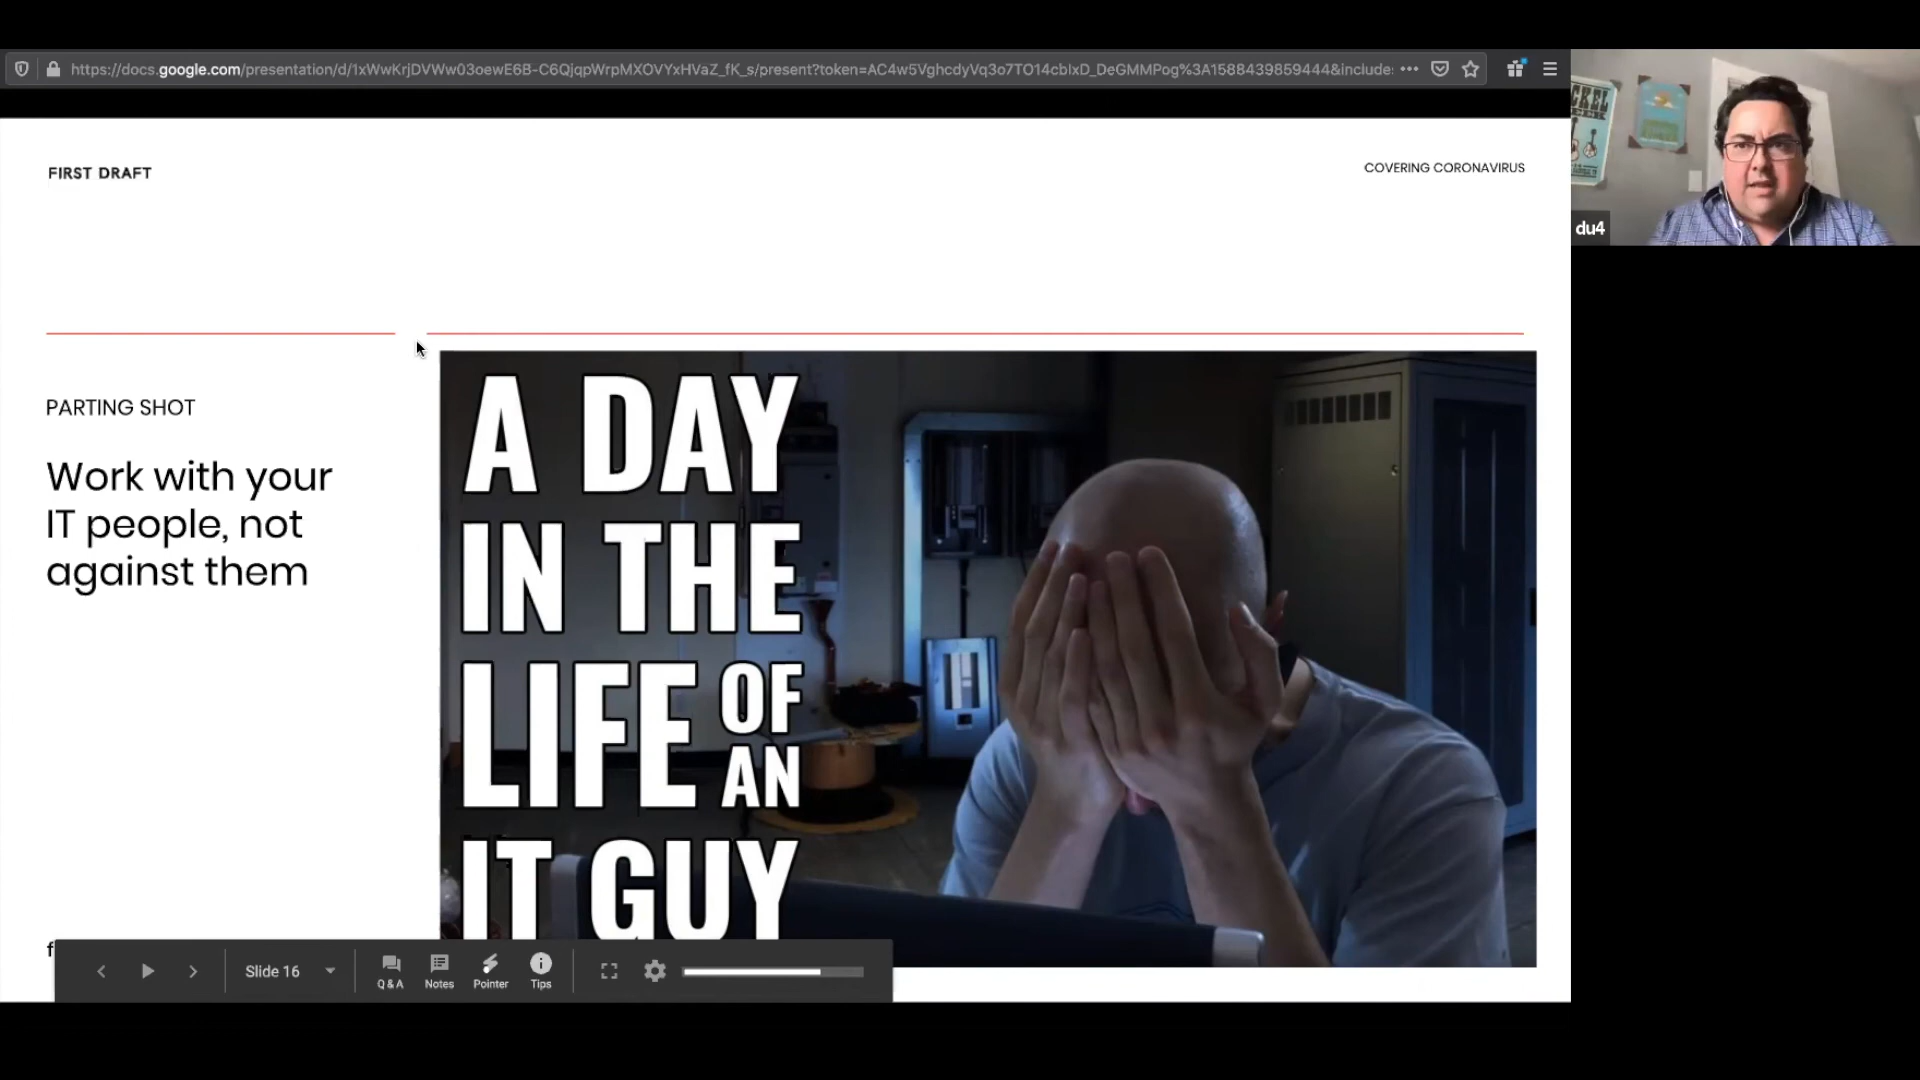 https://docs.google.com/presentation/d/1xWwKrjDVWw03oewE6B-C6QjqpWrpMXOVYxHVaZ_fK_s/present?token=AC4w5VghcdyVq3o7TO14cblxD_DeGMMPog%3A1588439859444&include:
FIRST DRAFT
COVERING CORONAVIRUS
du4
PARTING SHOT
Work with your
IT people, not
against them
A DAY
IN THE
LIFE OF
AN
IT GUY
f
Slide 16
Q&A
Notes
Pointer
Tips